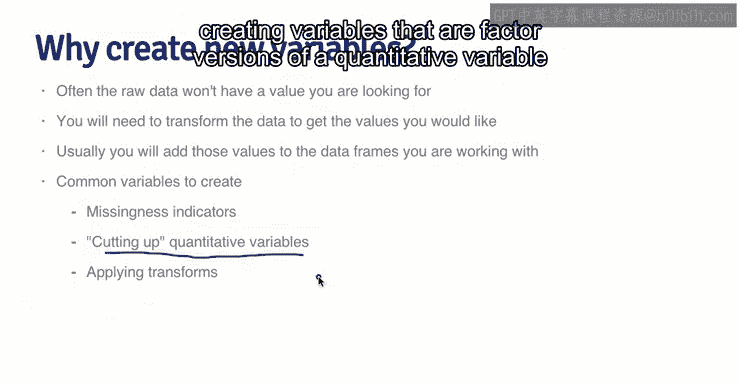 creating variables that are factor
versions of a quantitative variable
Why create new variables?
• Often the raw data won't have a value you are looking for
• You will need to transform the data to get the values you would like
• Usually you will add those values to the data frames you are working with
• Common variables to create
- Missingness indicators
- "Cutting up" quantitative variables
- Applying transforms